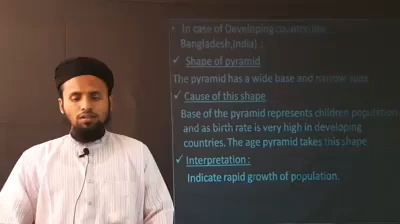 • In case of Developing countries(like
Bangladesh,India) :
✓ Shape of pyramid
The pyramid has a wide base and narrow apex.
✓ Cause of this shape
Base of the pyramid represents children population
and as birth rate is very high in developing
countries. The age pyramid takes this shape
✓ Interpretation :
Indicate rapid growth of population.